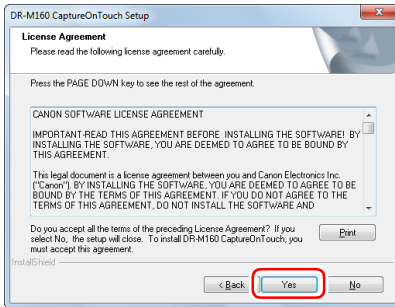 DR-M160 CaptureOnTouch Setup
License Agreement
Please read the following license agreement carefully.
Press the PAGE DOWN key to see the rest of the agreement.
CANON SOFTWARE LICENSE AGREEMENT
IMPORTANT-READ THIS AGREEMENT BEFORE INSTALLING THE SOFTWARE! BY
INSTALLING THE SOFTWARE, YOU ARE DEEMED TO AGREE TO BE BOUND BY
THIS AGREEMENT.
This legal document is a license agreement between you and Canon Electronics Inc.
("Canon"). BY INSTALLING THE SOFTWARE, YOU ARE DEEMED TO AGREE TO BE
BOUND BY THE TERMS OF THIS AGREEMENT. IF YOU DO NOT AGREE TO THE
TERMS OF THIS AGREEMENT, DO NOT INSTALL THE SOFTWARE AND
Do you accept all the terms of the preceding License Agreement? If you
select No, the setup will close. To install DR-M160 CaptureOnTouch, you
must accept this agreement.
Print
InstallShield
< Back
Yes
No